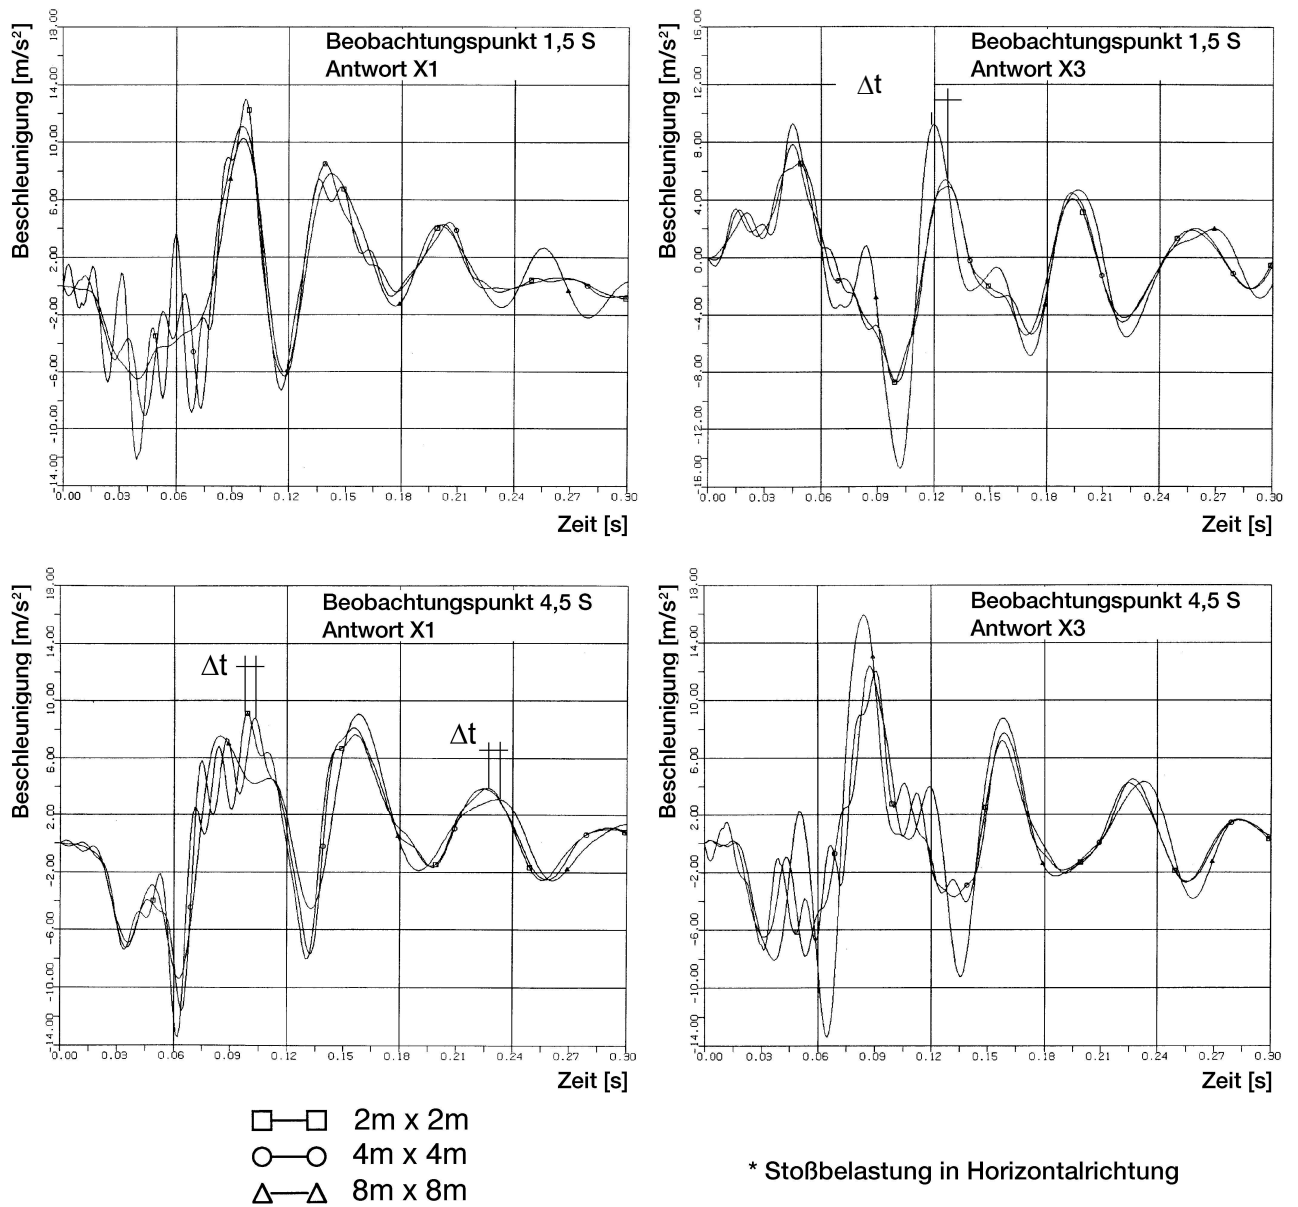 Beschleunigung [m/s²]
18.00
14.00
10.00
6.00
2.00
-2.00
-6.00
-10.00
-14.00
Beobachtungspunkt 1,5 S
Antwort X1
0.00 0.03 0.06 0.09 0.12 0.15 0.18 0.21 0.24 0.27 0.30
Zeit [s]
Beschleunigung [m/s²]
16.00
12.00
8.00
4.00
0.00
-4.00
-8.00
-12.00
-16.00
Beobachtungspunkt 1,5 S
Antwort X3
Δt
0.00 0.03 0.06 0.09 0.12 0.15 0.18 0.21 0.24 0.27 0.30
Zeit [s]
Beschleunigung [m/s²]
18.00
14.00
10.00
6.00
2.00
-2.00
-6.00
-10.00
-14.00
Beobachtungspunkt 4,5 S
Antwort X1
Δt
Δt
0.00 0.03 0.06 0.09 0.12 0.15 0.18 0.21 0.24 0.27 0.30
Zeit [s]
Beschleunigung [m/s²]
18.00
14.00
10.00
6.00
2.00
-2.00
-6.00
-10.00
-14.00
Beobachtungspunkt 4,5 S
Antwort X3
0.00 0.03 0.06 0.09 0.12 0.15 0.18 0.21 0.24 0.27 0.30
Zeit [s]
2m x 2m
4m x 4m
8m x 8m
* Stoßbelastung in Horizontalrichtung